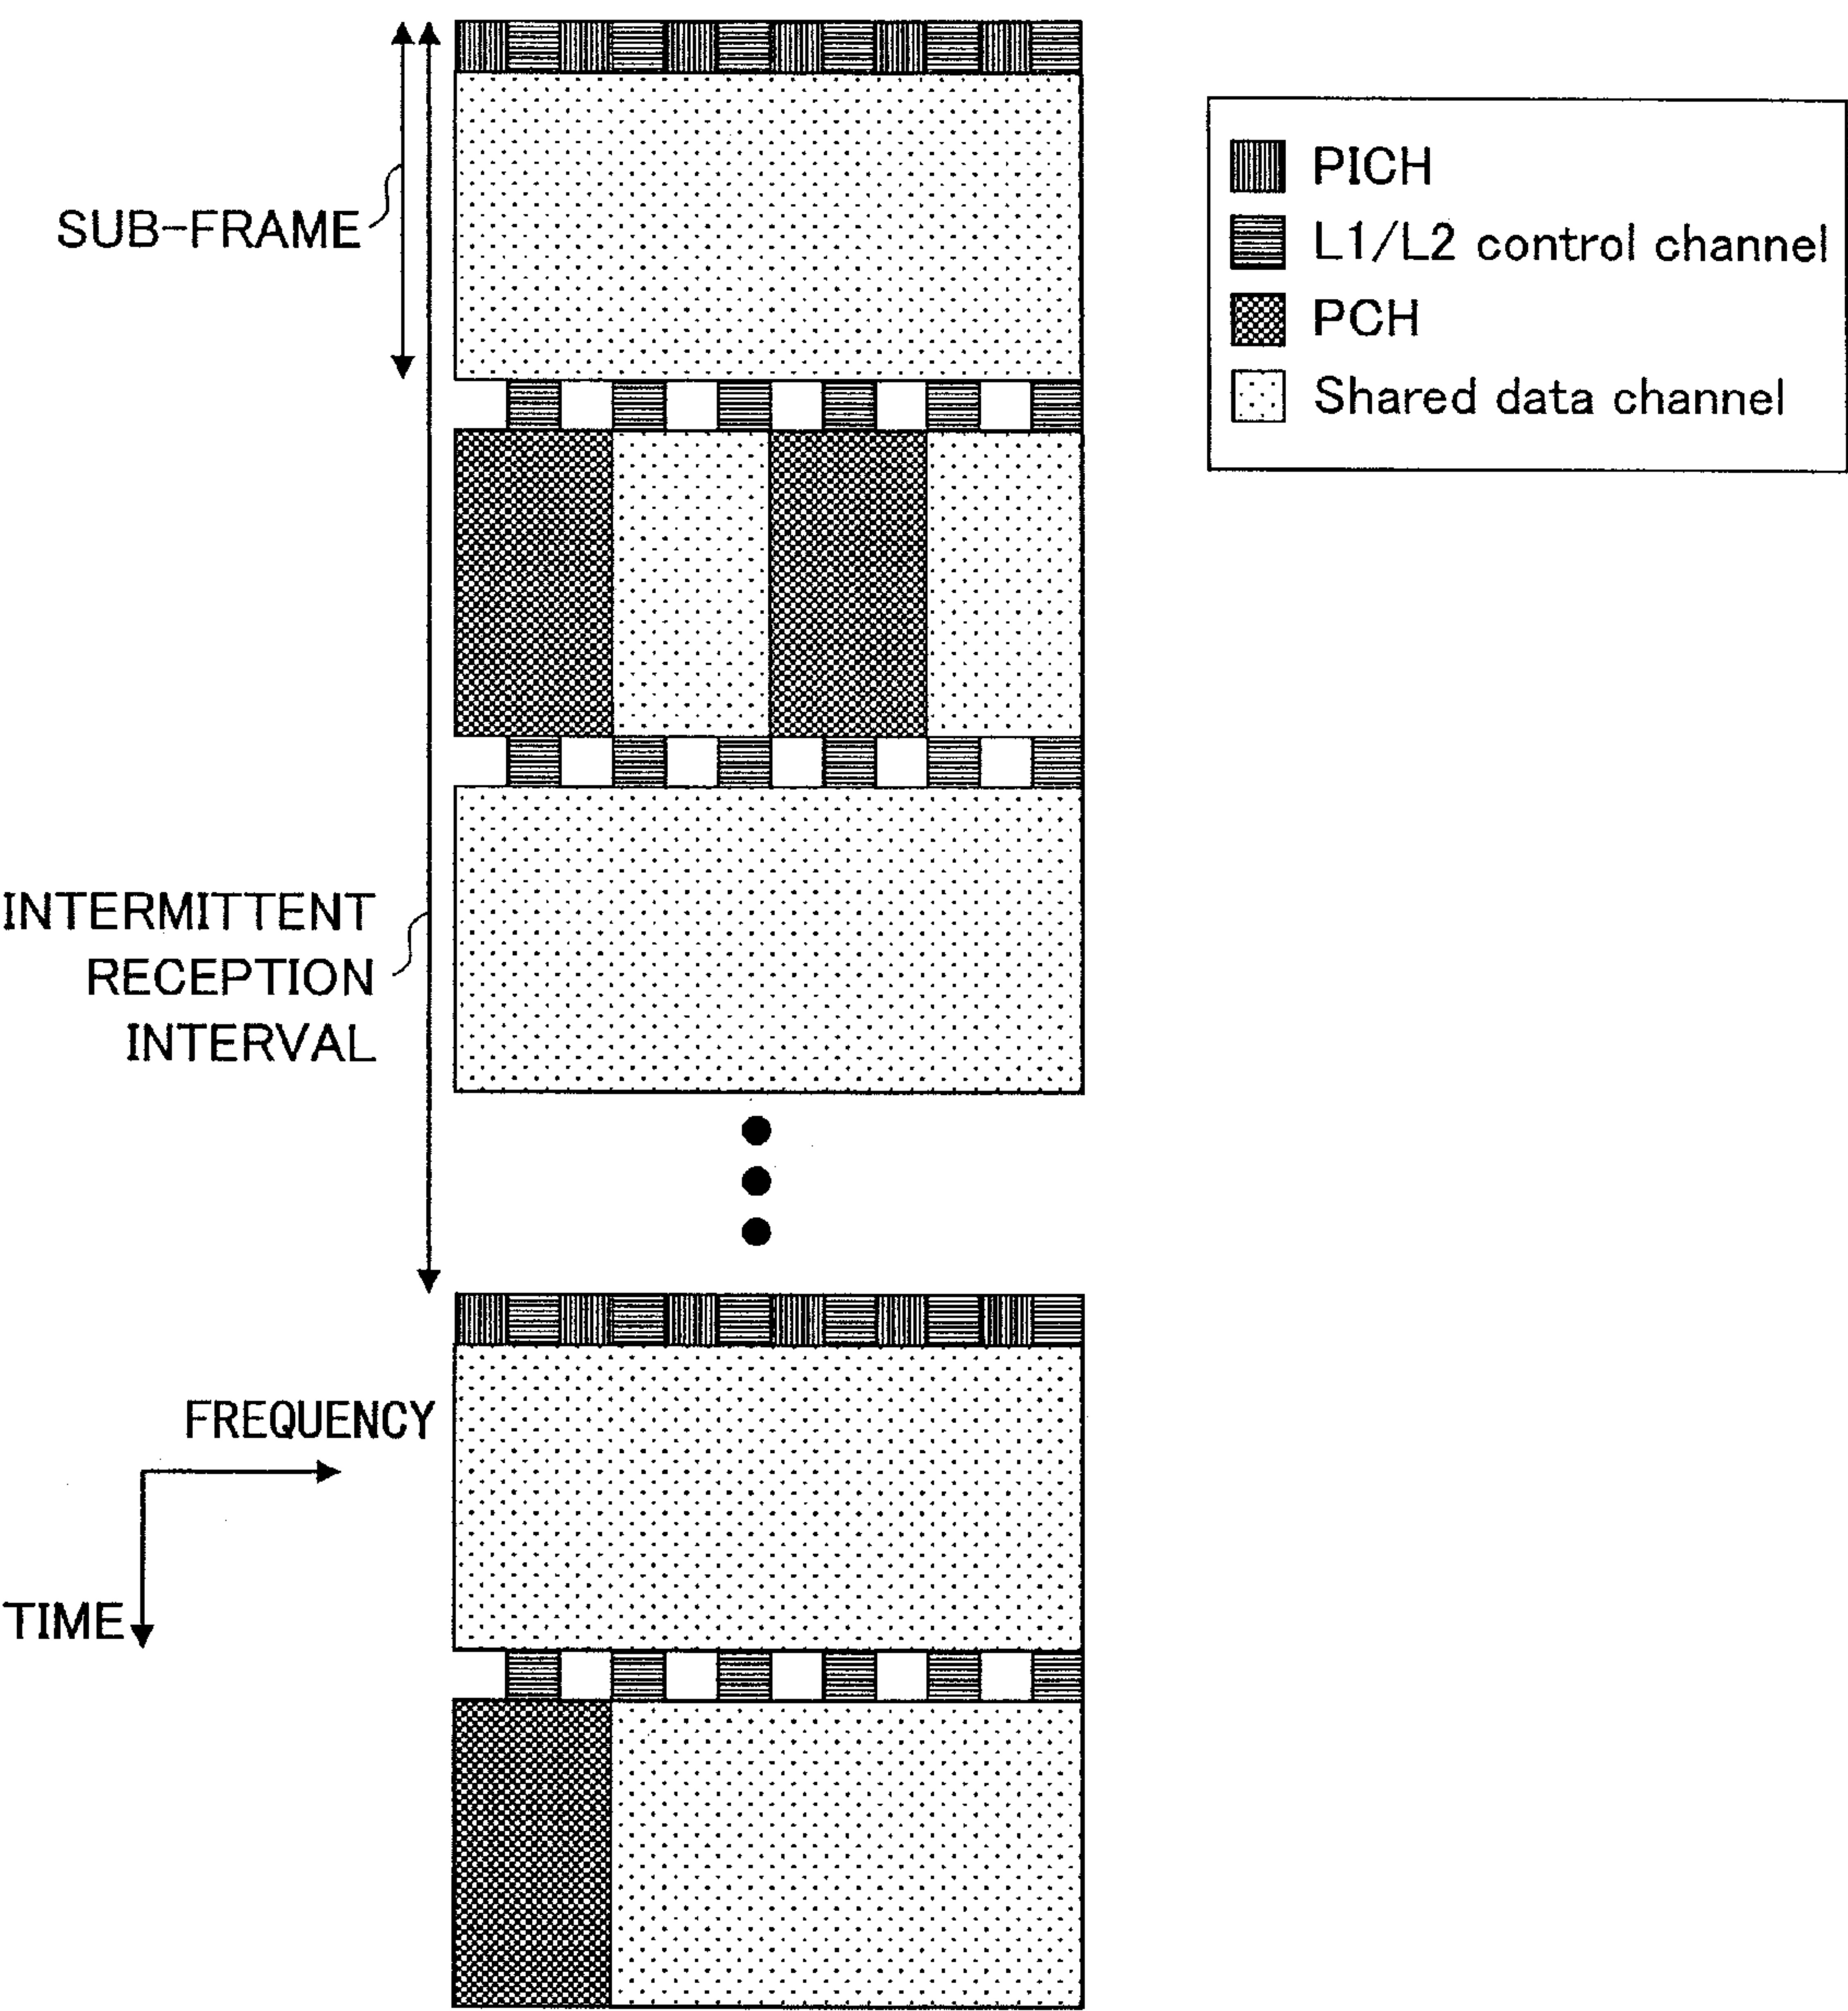 SUB-FRAME
PICH
L1/L2 control channel
PCH
Shared data channel
INTERMITTENT
RECEPTION
INTERVAL
FREQUENCY
TIME